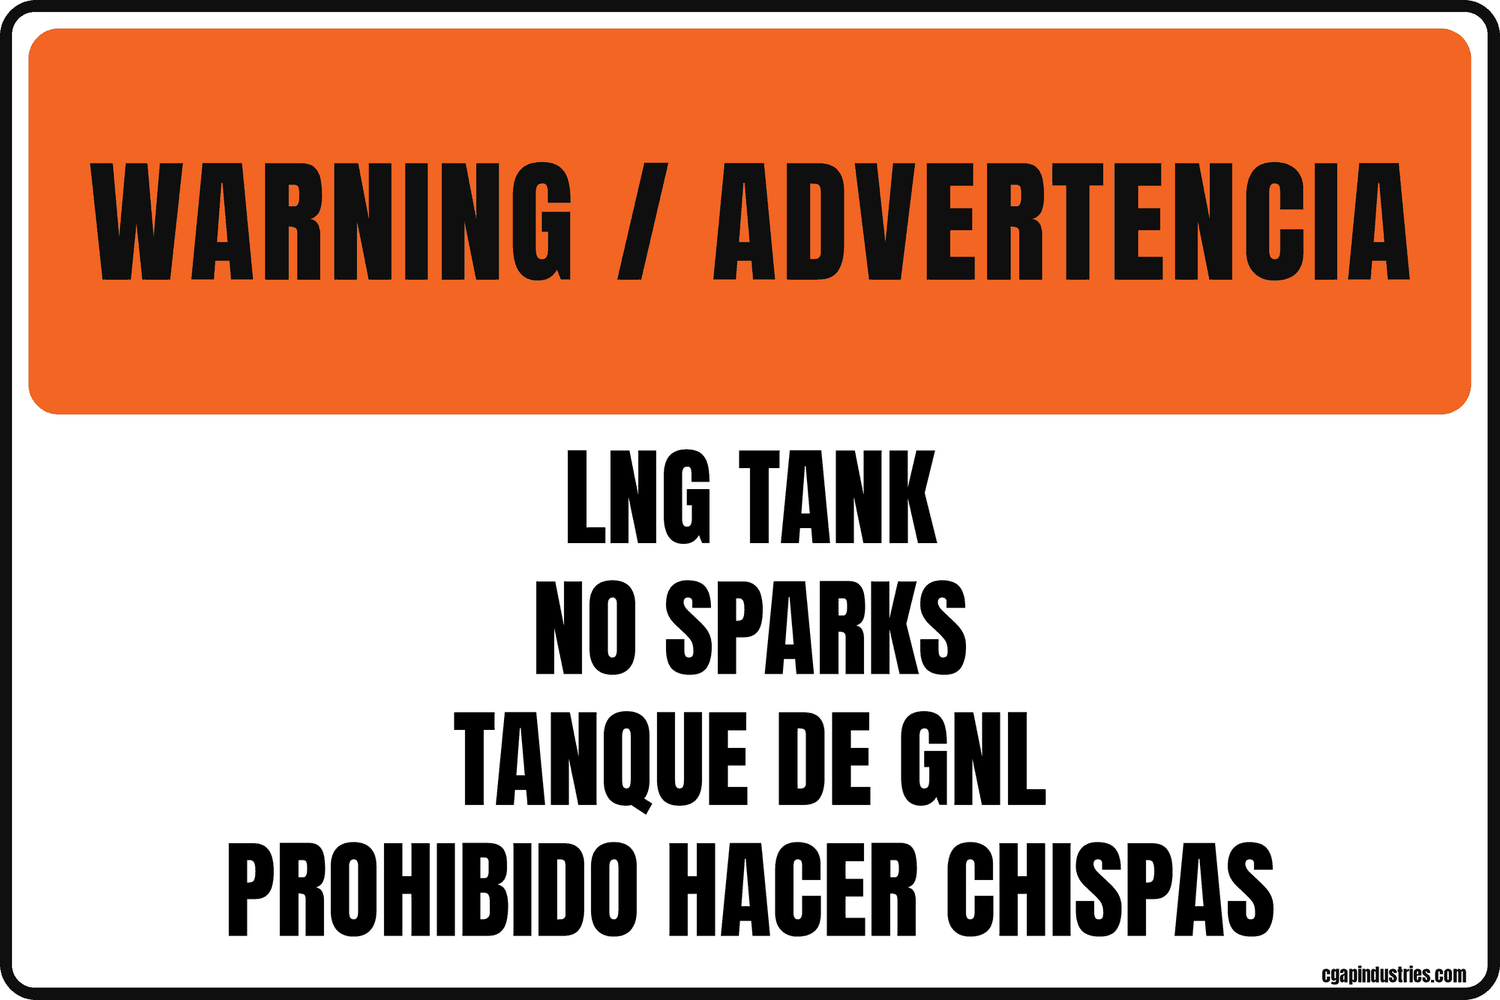 WARNING / ADVERTENCIA
LNG TANK
NO SPARKS
TANQUE DE GNL
PROHIBIDO HACER CHISPAS
cgapindustries.com